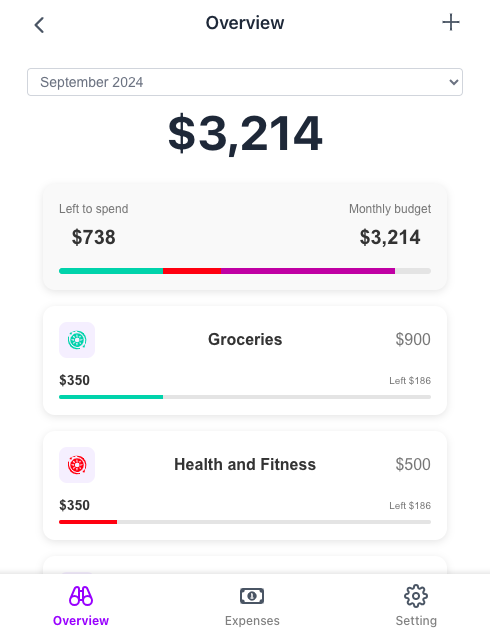 Overview
September 2024
$3,214
Left to spend Monthly budget
$738 $3,214
Groceries $900
$350 Left $186
Health and Fitness $500
$350 Left $186
Overview Expenses Setting